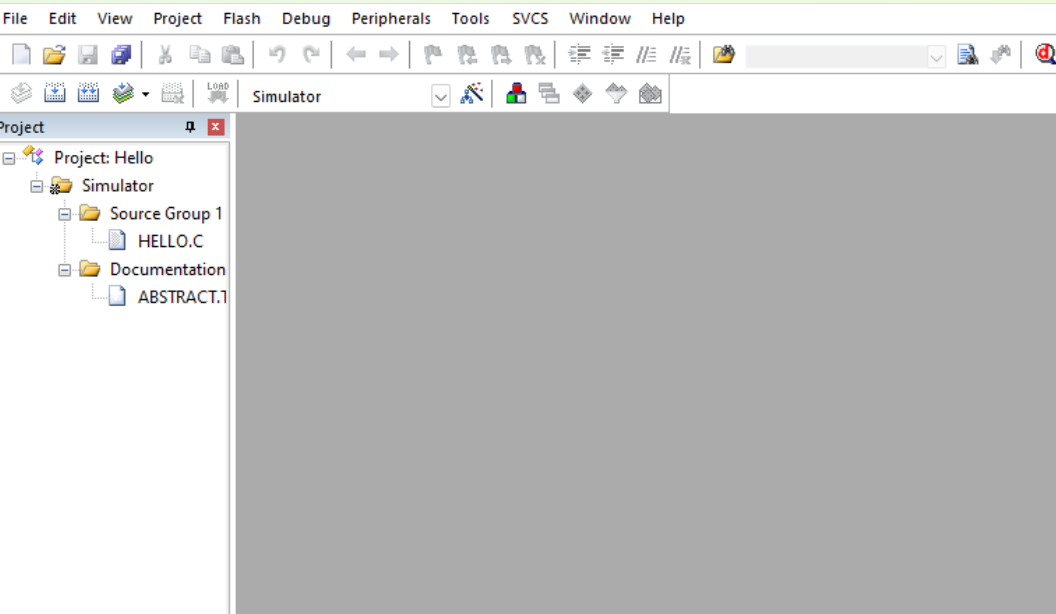 File Edit View Project Flash Debug Peripherals Tools SVCS Window Help
LOAD
Simulator
Project
Project: Hello
Simulator
Source Group 1
HELLO.C
Documentation
ABSTRACT.T